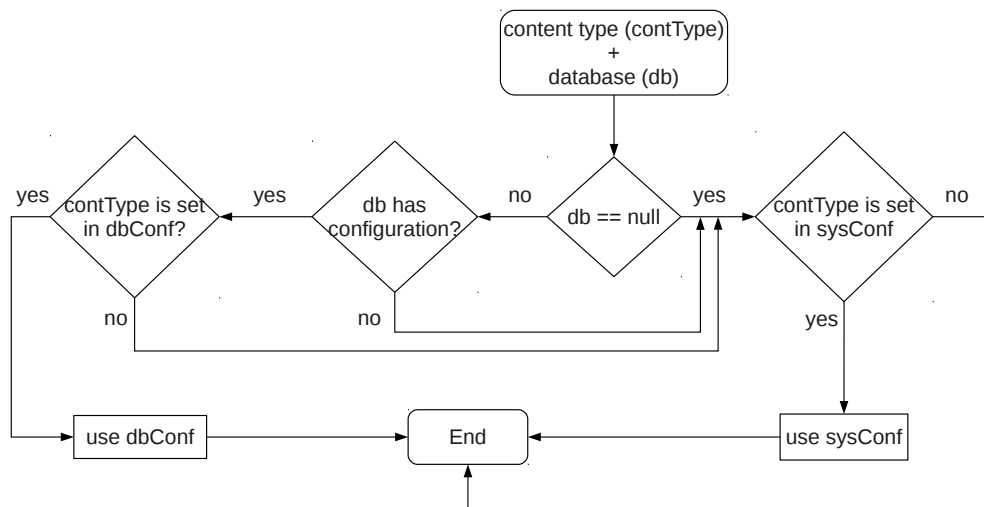 content type (contType)
+
database (db)
yes
contType is set
in dbConf?
yes
db has
configuration?
no
db == null
yes
contType is set
in sysConf
no
no
no
yes
use dbConf
End
use sysConf